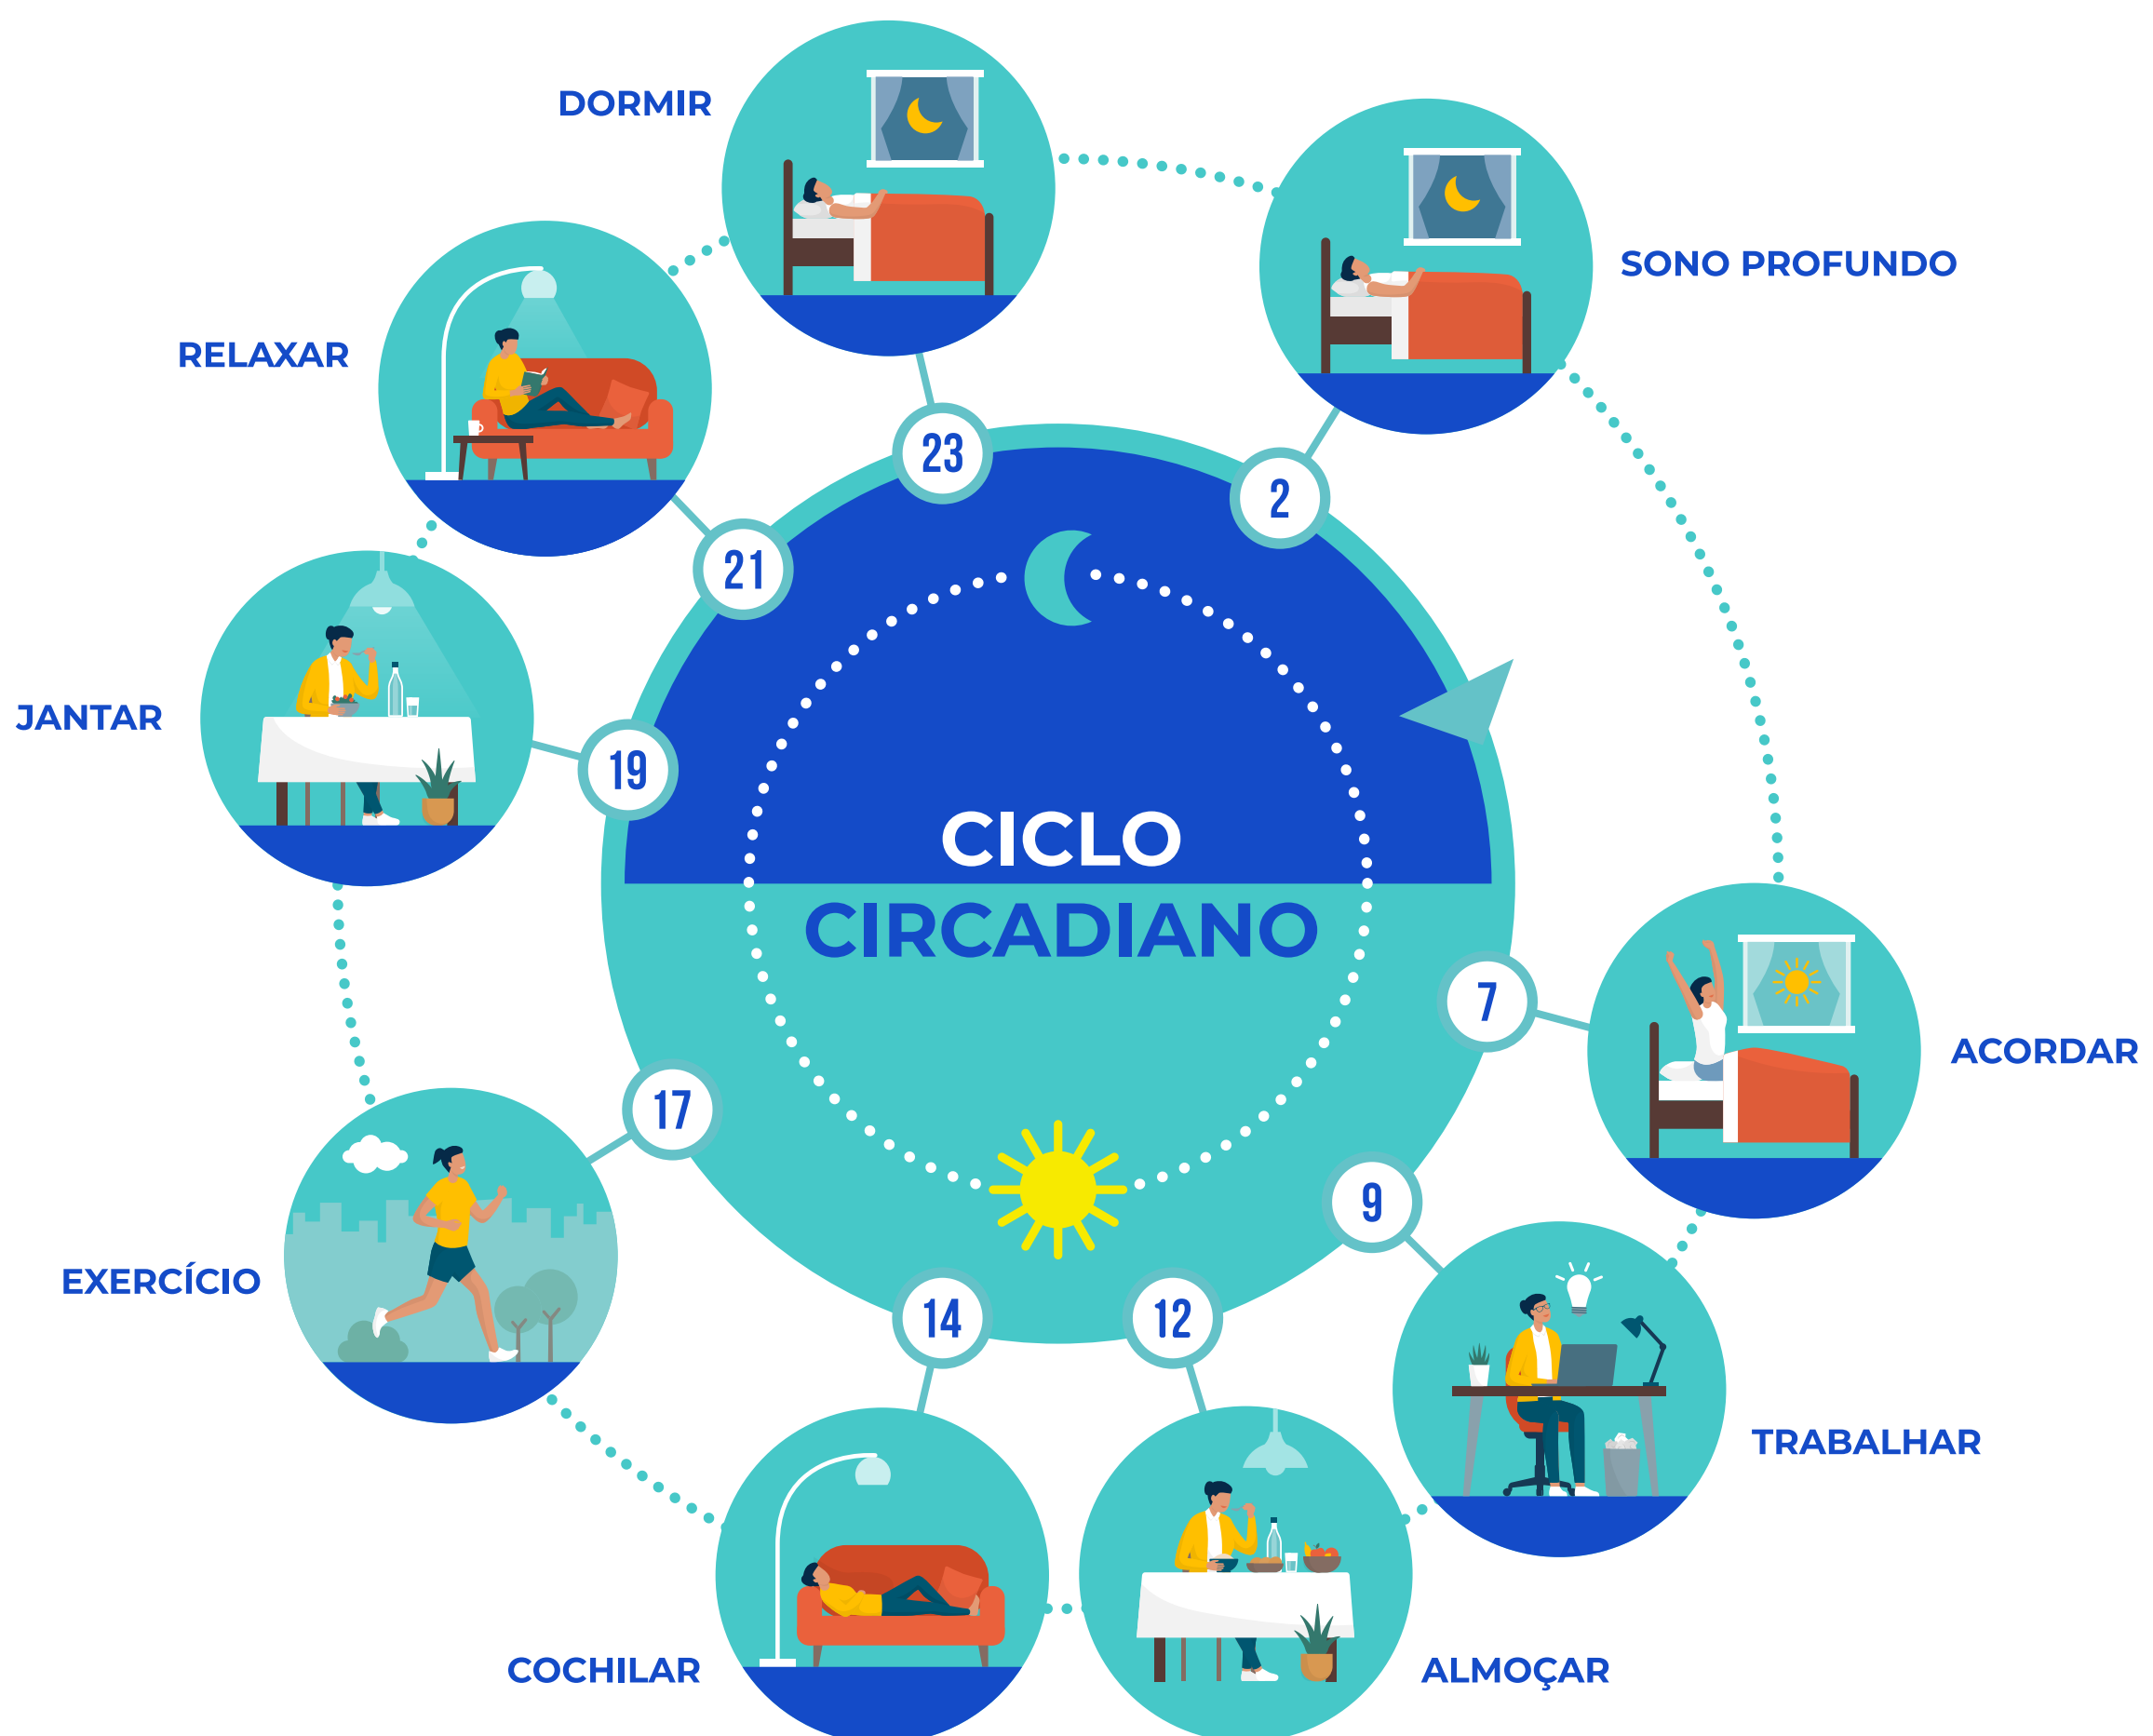 DORMIR
SONO PROFUNDO
RELAXAR
23
2
21
JANTAR
19
CICLO
CIRCADIANO
7
ACORDAR
17
9
EXERCÍCIO
14
12
TRABALHAR
COCHILAR
ALMOÇAR